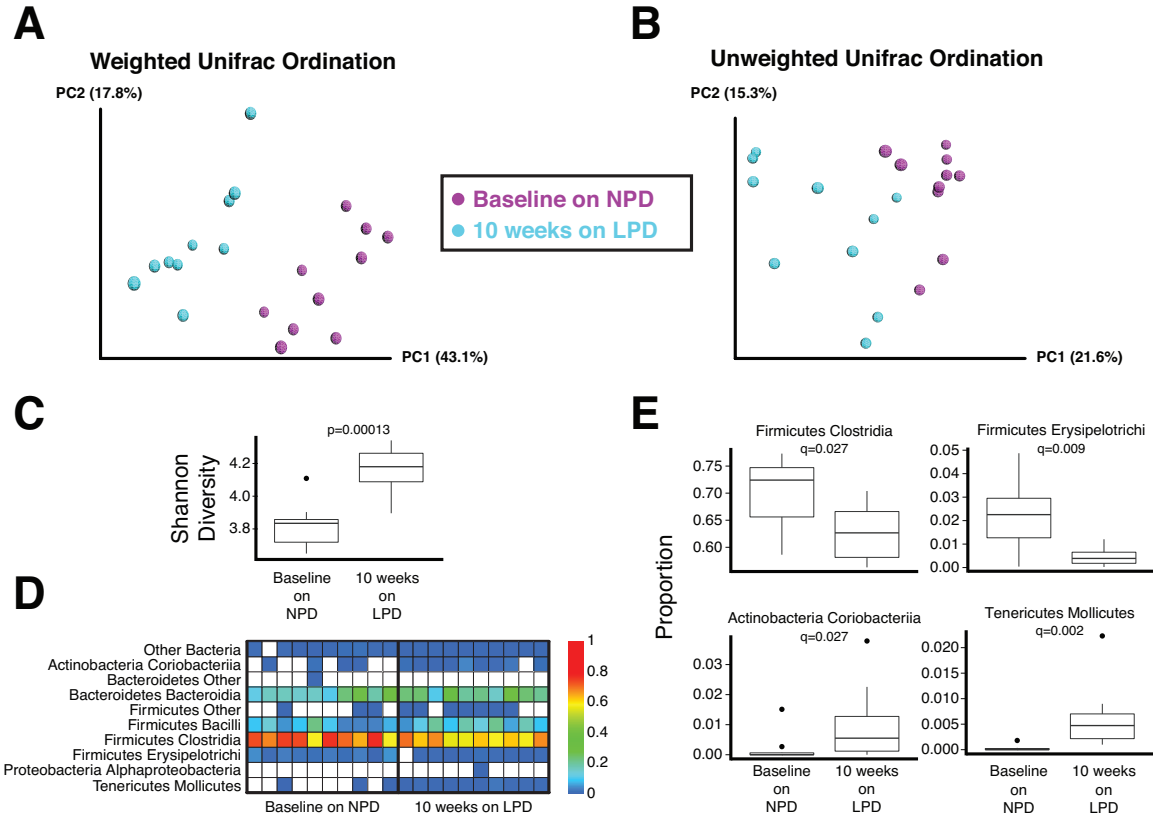 A
Weighted Unifrac Ordination
PC2 (17.8%)
PC1 (43.1%)
B
Unweighted Unifrac Ordination
PC2 (15.3%)
PC1 (21.6%)
Baseline on NPD
10 weeks on LPD
C
p=0.00013
Shannon
Diversity
4.2
4.0
3.8
Baseline
on
NPD
10 weeks
on
LPD
D
Other Bacteria
Actinobacteria Coriobacteriia
Bacteroidetes Other
Bacteroidetes Bacteroidia
Firmicutes Other
Firmicutes Bacilli
Firmicutes Clostridia
Firmicutes Erysipelotrichi
Proteobacteria Alphaproteobacteria
Tenericutes Mollicutes
Baseline on NPD
10 weeks on LPD
1
0.8
0.6
0.4
0.2
0
E
Proportion
Firmicutes Clostridia
q=0.027
0.75
0.70
0.65
0.60
Firmicutes Erysipelotrichi
q=0.009
0.05
0.04
0.03
0.02
0.01
0.00
Actinobacteria Coriobacteriia
q=0.027
0.03
0.02
0.01
0.00
Baseline
on
NPD
10 weeks
on
LPD
Tenericutes Mollicutes
q=0.002
0.020
0.015
0.010
0.005
0.000
Baseline
on
NPD
10 weeks
on
LPD